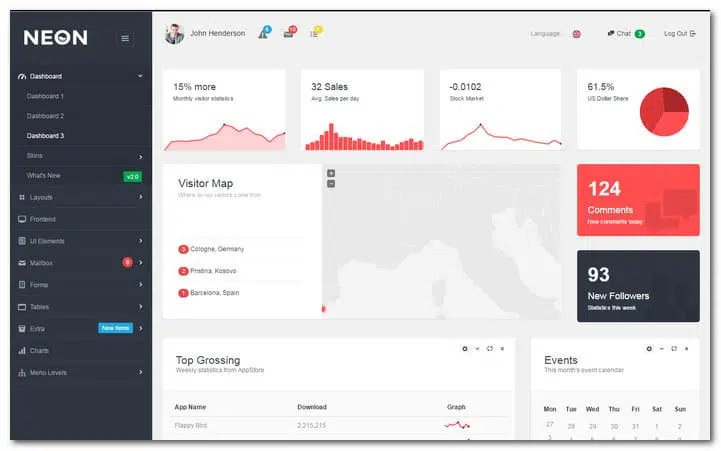 NEON
John Henderson
6
10
1
Language:
Chat 3
Log Out
Dashboard
Dashboard 1
Dashboard 2
Dashboard 3
Skins
What's New v2.0
Layouts
Frontend
UI Elements
Mailbox 8
Forms
Tables
Extra New Items
Charts
Menu Levels
15% more
Monthly visitor statistics
32 Sales
Avg. Sales per day
-0.0102
Stock Market
61.5%
US Dollar Share
Visitor Map
Where do our visitors come from
3 Cologne, Germany
2 Pristina, Kosovo
1 Barcelona, Spain
+
-
124
Comments
New comments today
93
New Followers
Statistics this week
Top Grossing
Weekly statistics from AppStore
App Name Download Graph
Flappy Bird 2,215,215
Events
This month's event calendar
Mon Tue Wed Thu Fri Sat Sun
27 28 29 30 31 1 2
3 4 5 6 7 8 9